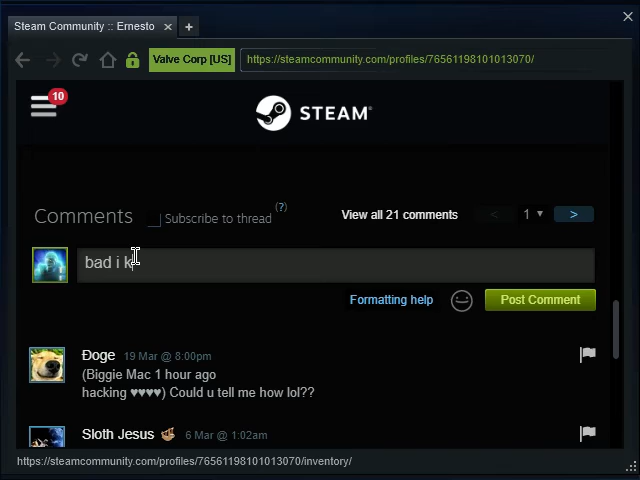 Steam Community :: Ernesto
Valve Corp [US]
https://steamcommunity.com/profiles/76561198101013070/
10
STEAM®
Comments
Subscribe to thread
(?)
View all 21 comments
<
1
>
bad i k
Formatting help
Post Comment
Đoge 19 Mar @ 8:00pm
(Biggie Mac 1 hour ago
hacking ♥♥♥♥) Could u tell me how lol??
Sloth Jesus 6 Mar @ 1:02am
https://steamcommunity.com/profiles/76561198101013070/inventory/